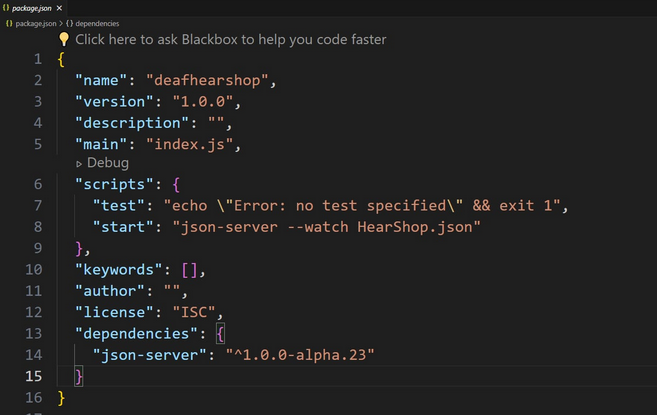 {} package.json ×
{} package.json > {} dependencies
Click here to ask Blackbox to help you code faster
1 {
2 "name": "deafhearshop",
3 "version": "1.0.0",
4 "description": "",
5 "main": "index.js",
▷ Debug
6 "scripts": {
7 "test": "echo \"Error: no test specified\" && exit 1",
8 "start": "json-server --watch HearShop.json"
9 },
10 "keywords": [],
11 "author": "",
12 "license": "ISC",
13 "dependencies": {
14 "json-server": "^1.0.0-alpha.23"
15 }
16 }
17